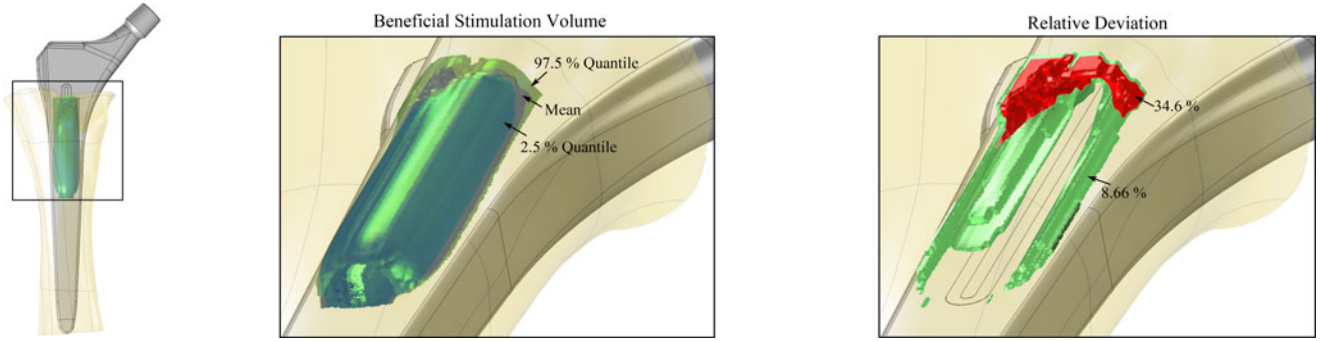 Beneficial Stimulation Volume
97.5 % Quantile
Mean
2.5 % Quantile
Relative Deviation
34.6 %
8.66 %